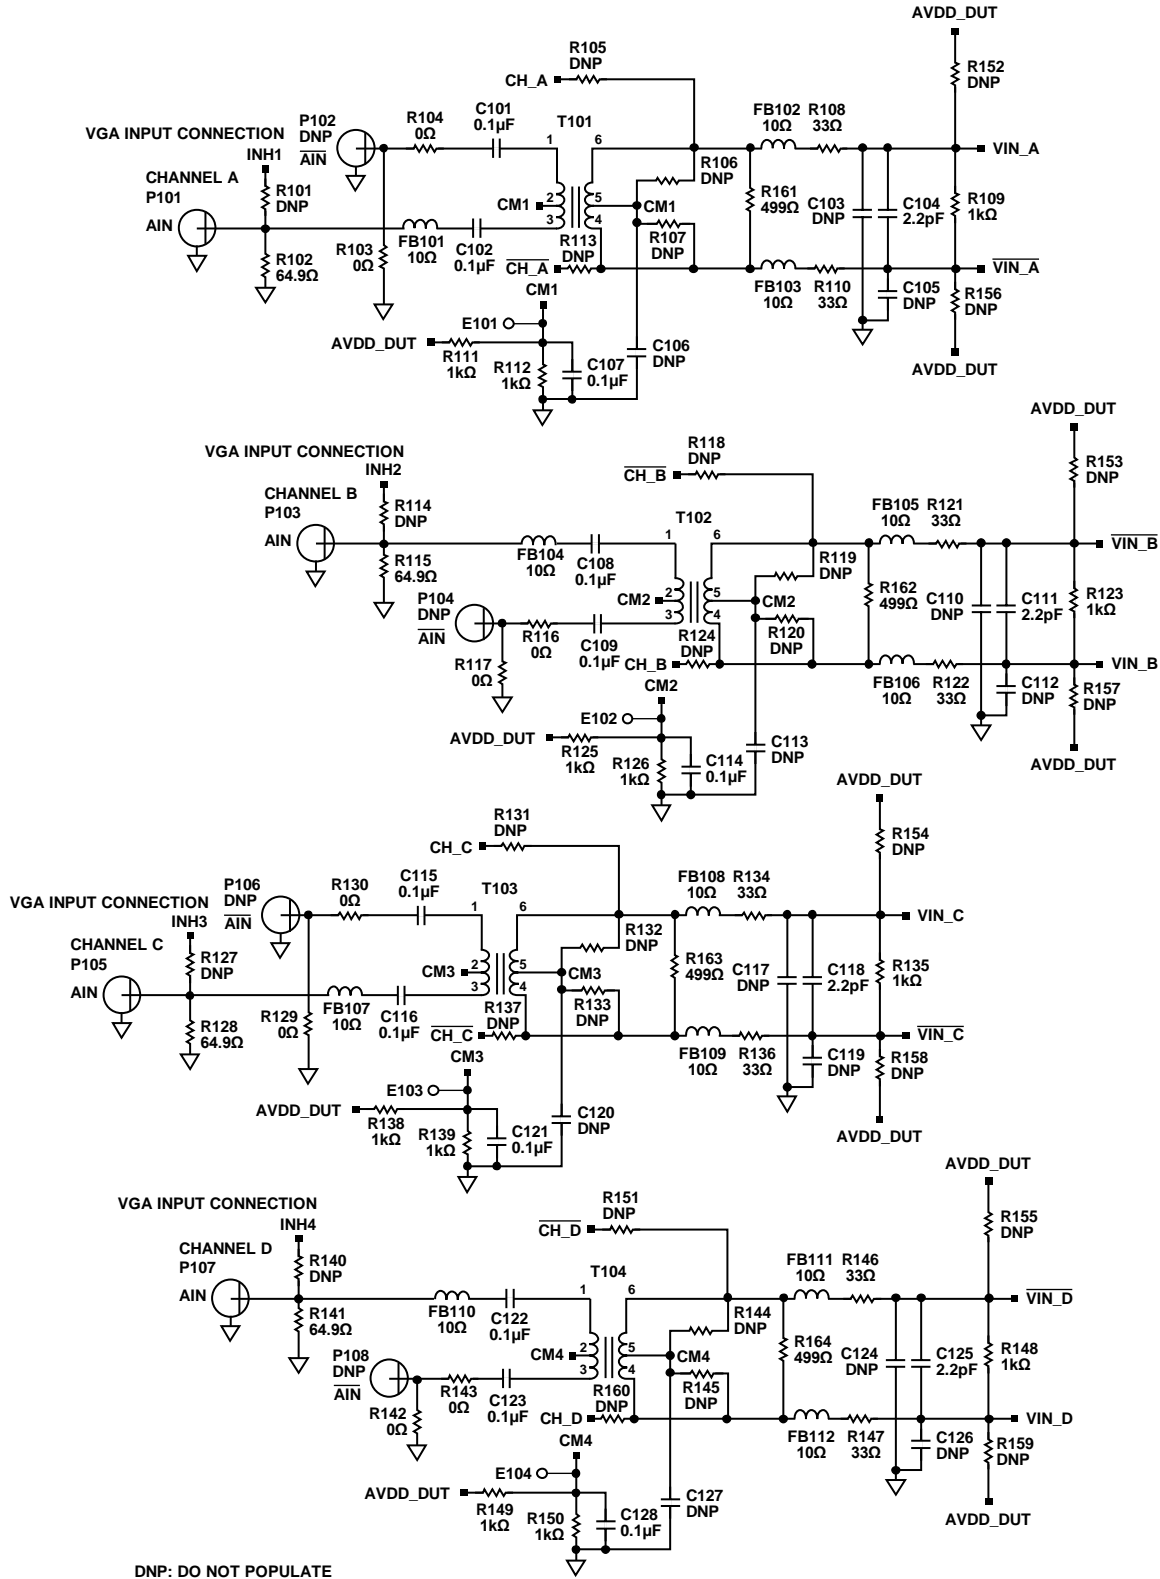 AVDD_DUT
R105
DNP
CH_A
R152
DNP
P102
DNP
AIN
R104
0Ω
C101
0.1µF
T101
1
6
FB102
10Ω
R108
33Ω
VIN_A
VGA INPUT CONNECTION
INH1
CHANNEL A
P101
AIN
R101
DNP
R106
DNP
CM1
2
5
CM1
R161
499Ω
C103
DNP
C104
2.2pF
R109
1kΩ
3
4
R107
DNP
R102
64.9Ω
R103
0Ω
FB101
10Ω
C102
0.1µF
R113
DNP
CH_A
FB103
10Ω
R110
33Ω
C105
DNP
VIN_A
R156
DNP
AVDD_DUT
CM1
E101
AVDD_DUT
R111
1kΩ
R112
1kΩ
C107
0.1µF
C106
DNP
AVDD_DUT
R118
DNP
CH_B
R153
DNP
VGA INPUT CONNECTION
INH2
CHANNEL B
P103
AIN
R114
DNP
R115
64.9Ω
FB104
10Ω
C108
0.1µF
T102
1
6
FB105
10Ω
R121
33Ω
VIN_B
R119
DNP
CM2
2
5
CM2
R162
499Ω
C110
DNP
C111
2.2pF
R123
1kΩ
P104
DNP
AIN
R116
0Ω
R117
0Ω
C109
0.1µF
3
4
R124
DNP
R120
DNP
CH_B
FB106
10Ω
R122
33Ω
C112
DNP
VIN_B
R157
DNP
AVDD_DUT
CM2
E102
AVDD_DUT
R125
1kΩ
R126
1kΩ
C114
0.1µF
C113
DNP
AVDD_DUT
R131
DNP
CH_C
R154
DNP
P106
DNP
AIN
R130
0Ω
C115
0.1µF
T103
1
6
FB108
10Ω
R134
33Ω
VIN_C
VGA INPUT CONNECTION
INH3
CHANNEL C
P105
AIN
R127
DNP
R132
DNP
CM3
2
5
CM3
R163
499Ω
C117
DNP
C118
2.2pF
R135
1kΩ
3
4
R133
DNP
R128
64.9Ω
R129
0Ω
FB107
10Ω
C116
0.1µF
R137
DNP
CH_C
FB109
10Ω
R136
33Ω
C119
DNP
VIN_C
R158
DNP
AVDD_DUT
CM3
E103
AVDD_DUT
R138
1kΩ
R139
1kΩ
C121
0.1µF
C120
DNP
AVDD_DUT
R151
DNP
CH_D
R155
DNP
VGA INPUT CONNECTION
INH4
CHANNEL D
P107
AIN
R140
DNP
R141
64.9Ω
FB110
10Ω
C122
0.1µF
T104
1
6
FB111
10Ω
R146
33Ω
VIN_D
R144
DNP
CM4
2
5
CM4
R164
499Ω
C124
DNP
C125
2.2pF
R148
1kΩ
P108
DNP
AIN
R143
0Ω
R142
0Ω
C123
0.1µF
3
4
R160
DNP
R145
DNP
CH_D
FB112
10Ω
R147
33Ω
C126
DNP
VIN_D
R159
DNP
AVDD_DUT
CM4
E104
AVDD_DUT
R149
1kΩ
R150
1kΩ
C128
0.1µF
C127
DNP
DNP: DO NOT POPULATE